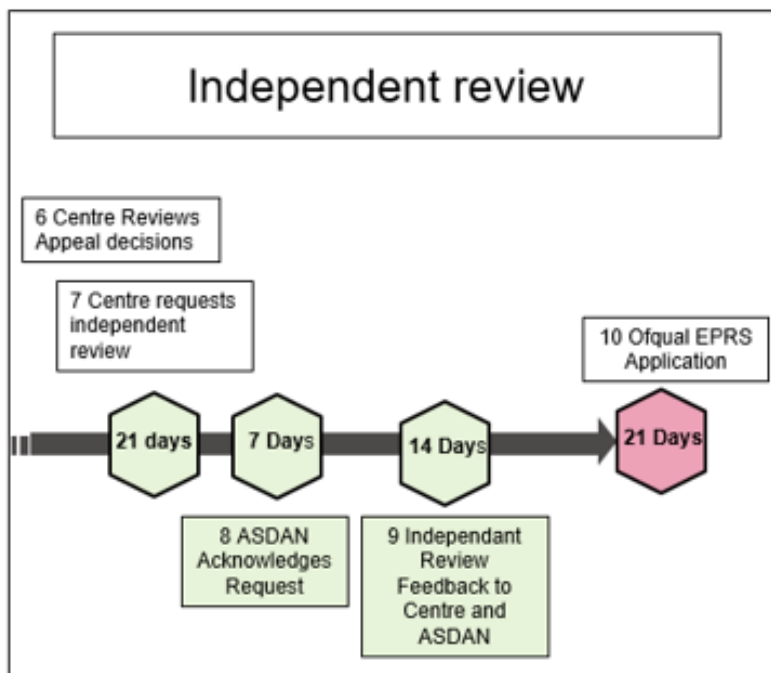 Independent review
6 Centre Reviews
Appeal decisions
7 Centre requests
independent
review
10 Ofqual EPRS
Application
21 days
7 Days
14 Days
21 Days
8 ASDAN
Acknowledges
Request
9 Independant
Review
Feedback to
Centre and
ASDAN